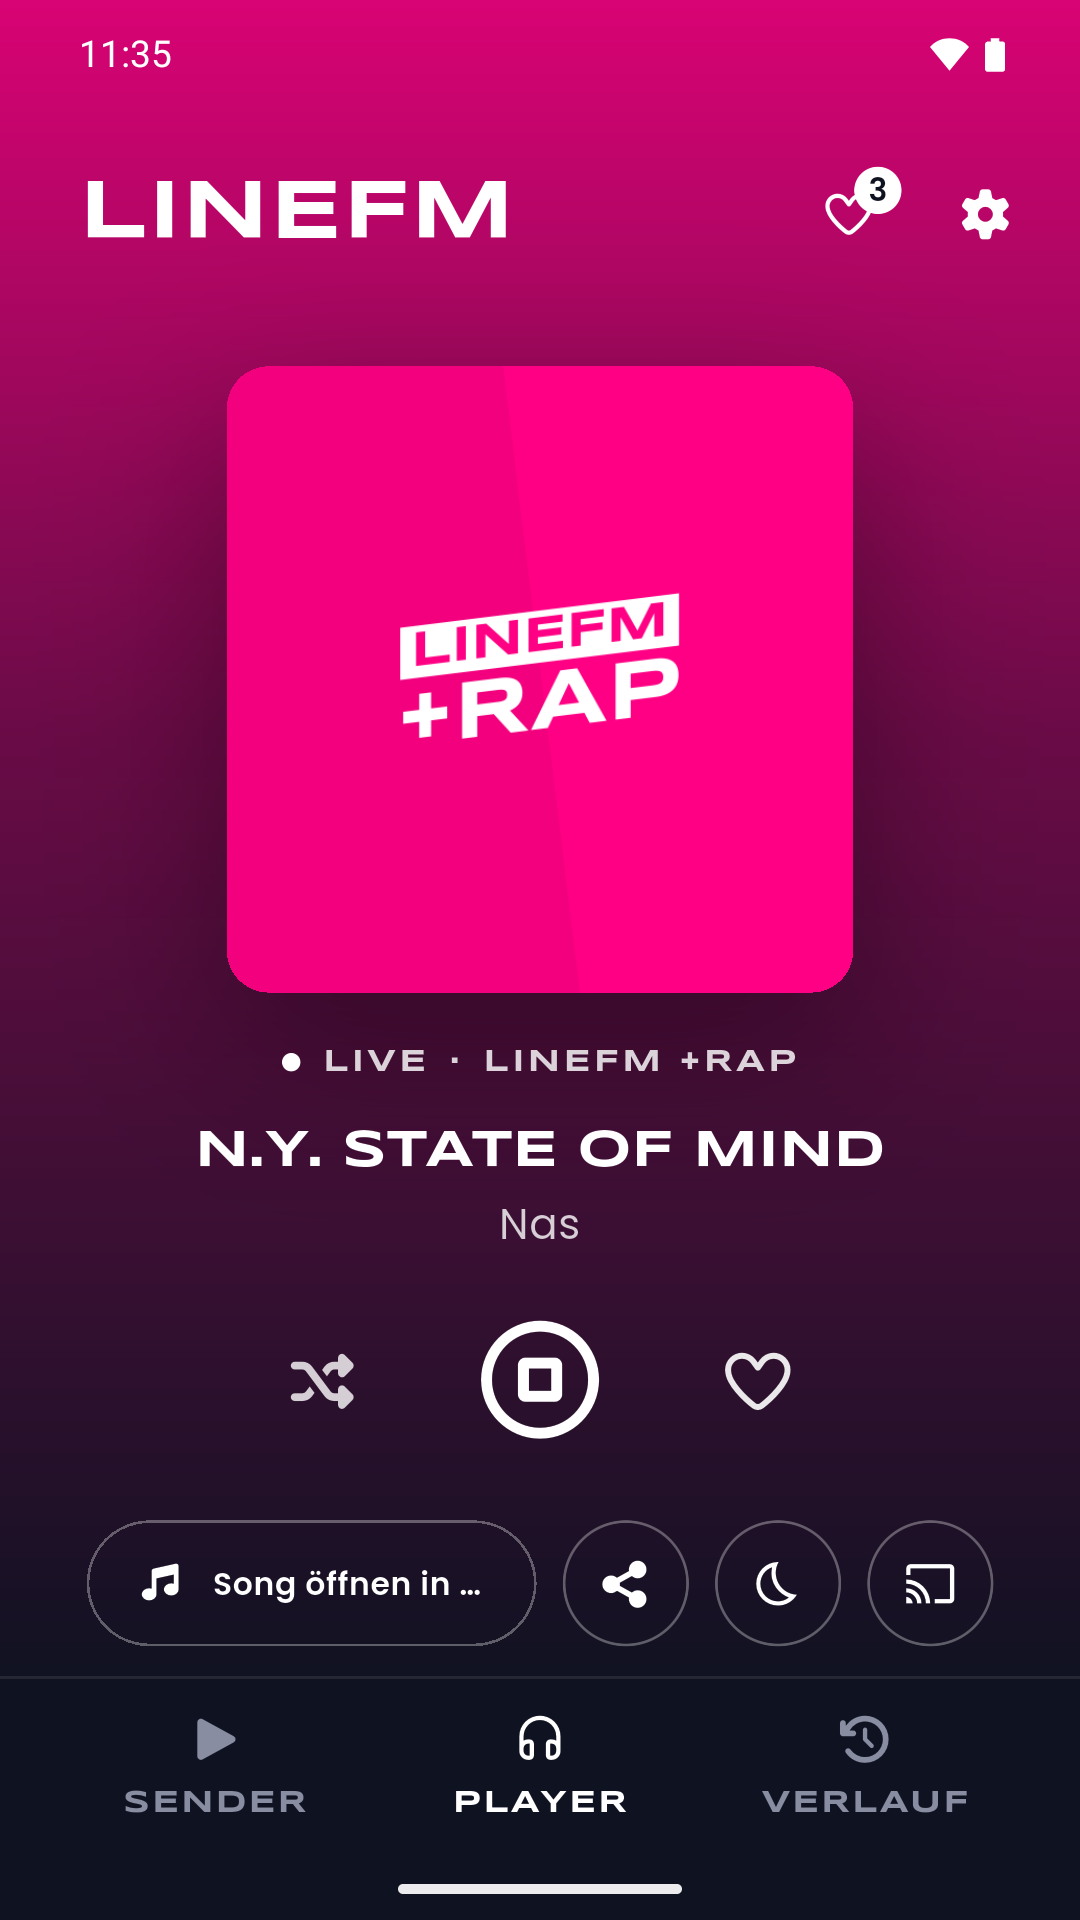 11:35
LINEFM
3
LINEFM
+RAP
LIVE · LINEFM +RAP
N.Y. STATE OF MIND
Nas
Song öffnen in ...
SENDER
PLAYER
VERLAUF